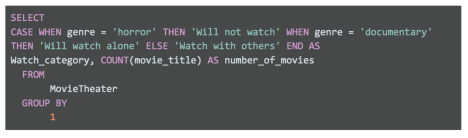 SELECT
CASE WHEN genre = 'horror' THEN 'Will not watch' WHEN genre = 'documentary'
THEN 'Will watch alone' ELSE 'Watch with others' END AS
Watch_category, COUNT(movie_title) AS number_of_movies
FROM
MovieTheater
GROUP BY
1